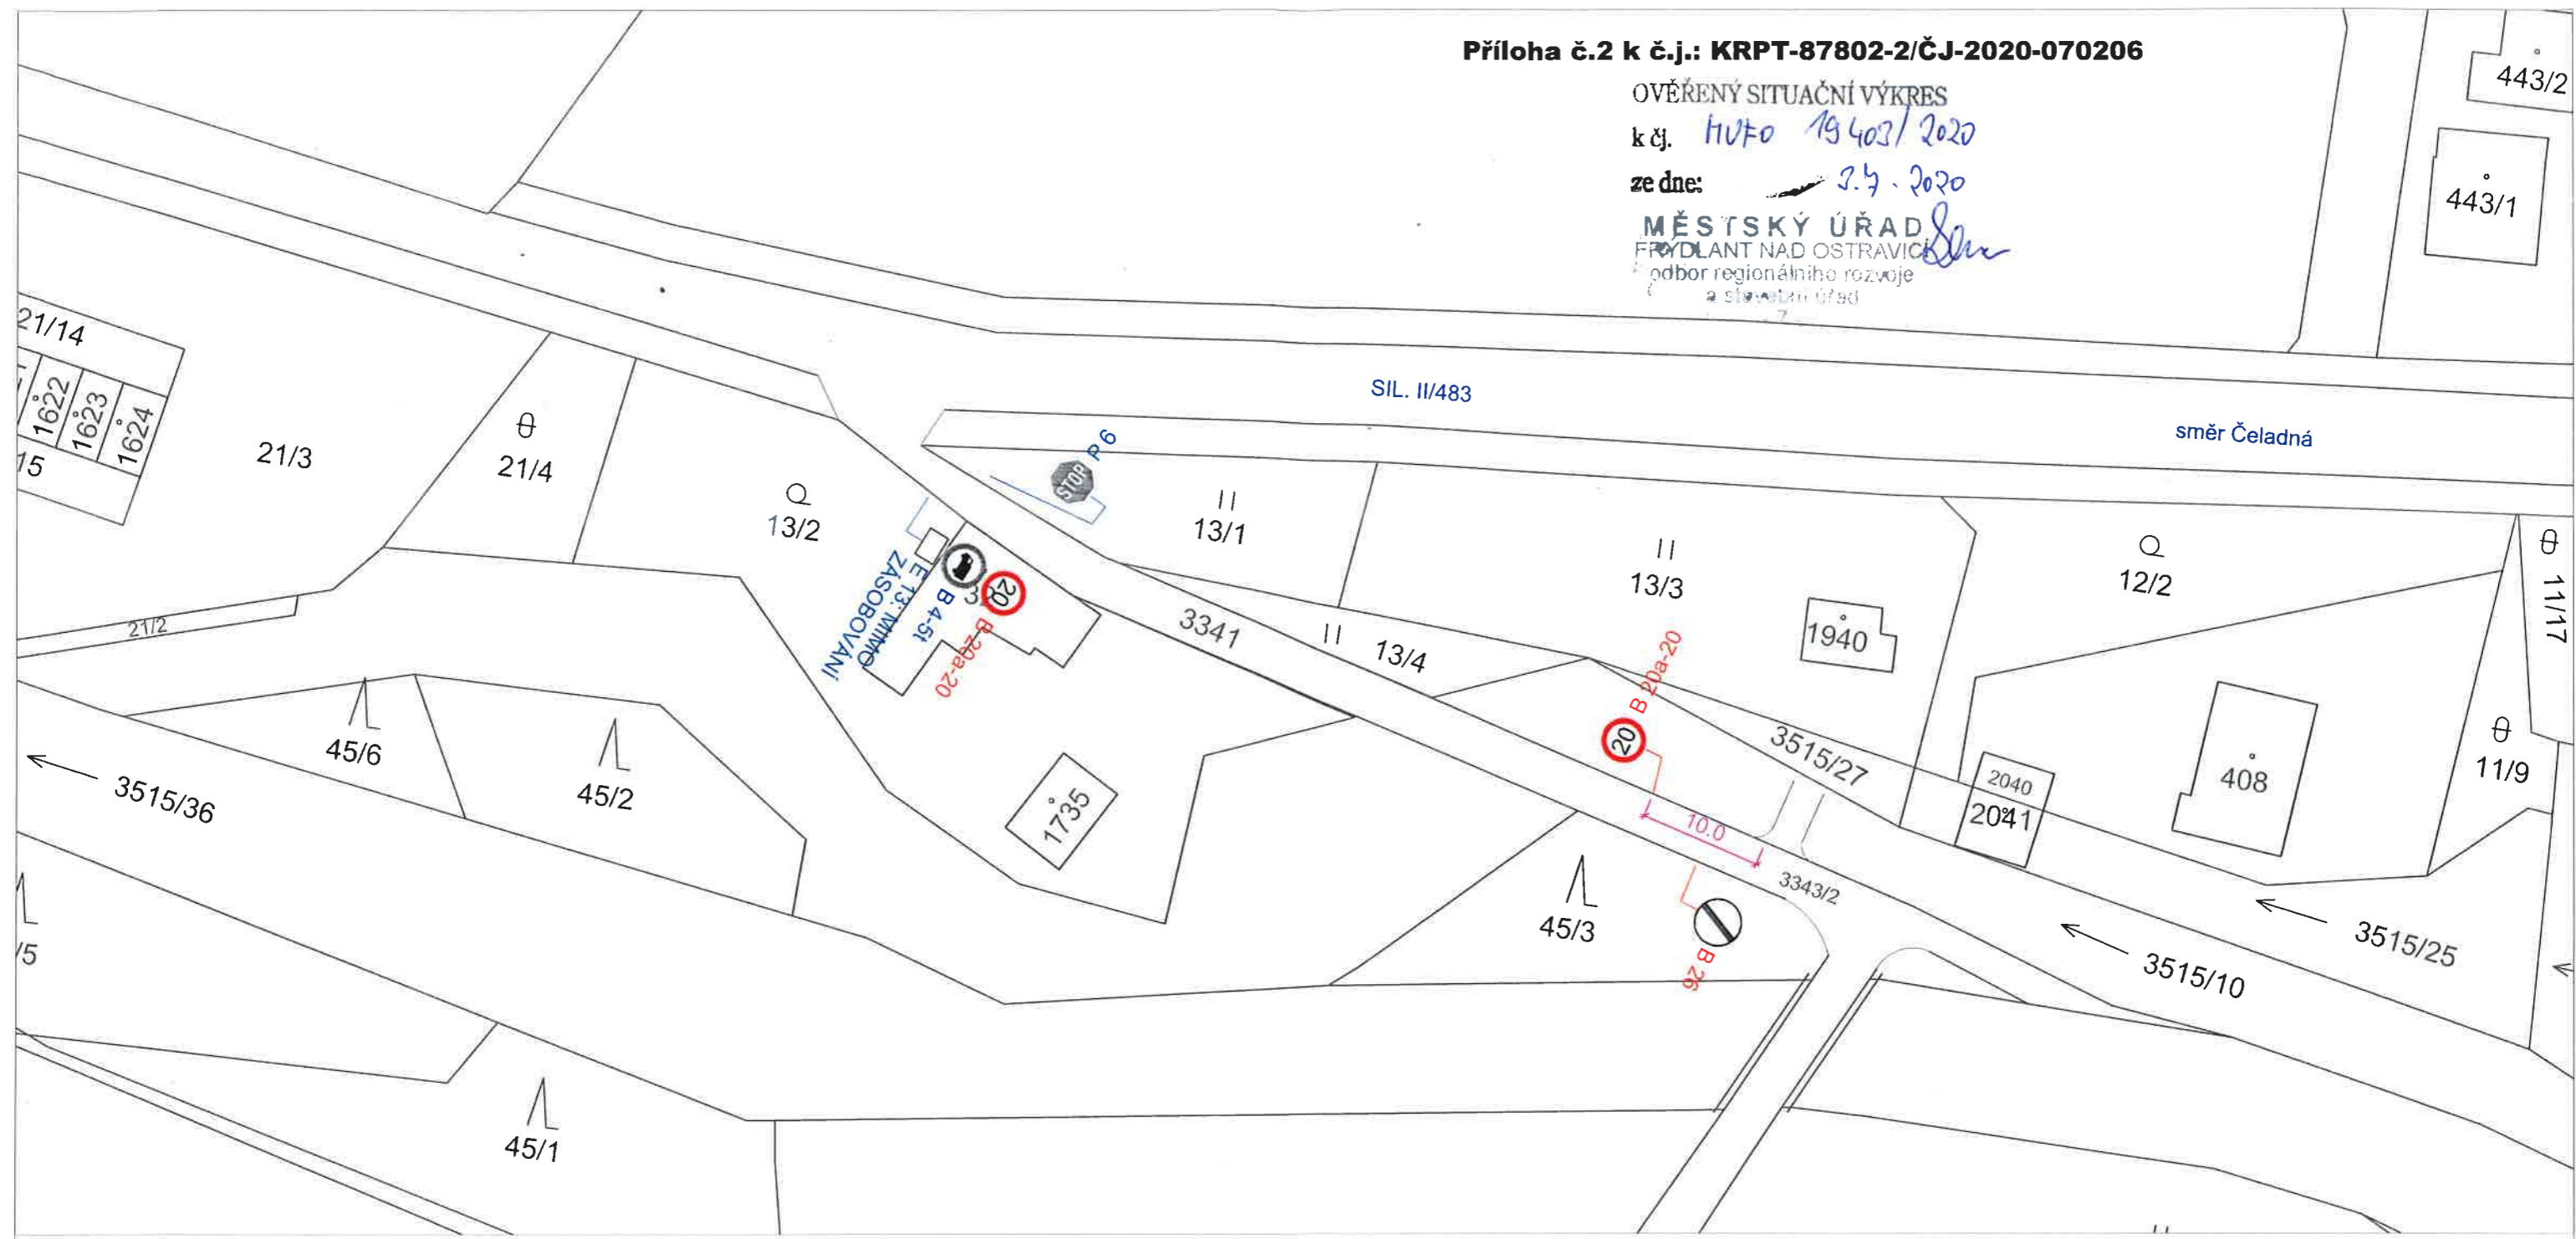 Příloha č.2 k č.j.: KRPT-87802-2/ČJ-2020-070206
OVĚŘENÝ SITUAČNÍ VÝKRES
k čj. MUFO 19403/2020
ze dne: 3.7.2020
MĚSTSKÝ ÚŘAD
FRÝDLANT NAD OSTRAVICÍ
odbor regionálního rozvoje
a stavební úřad
7
443/2
443/1
SIL. II/483
směr Čeladná
21/14
1622
1623
1624
15
21/3
21/4
13/2
STOP
P 6
13/1
13/3
12/2
11/17
E 13: MIMO
ZÁSOBOVÁNÍ
B 4-5t
20
B 20a-20
21/2
3341
13/4
1940
B 20a-20
20
3515/27
45/6
45/2
3515/36
1735
10.0
3343/2
2040
2041
408
11/9
45/3
B 26
3515/10
3515/25
/5
45/1